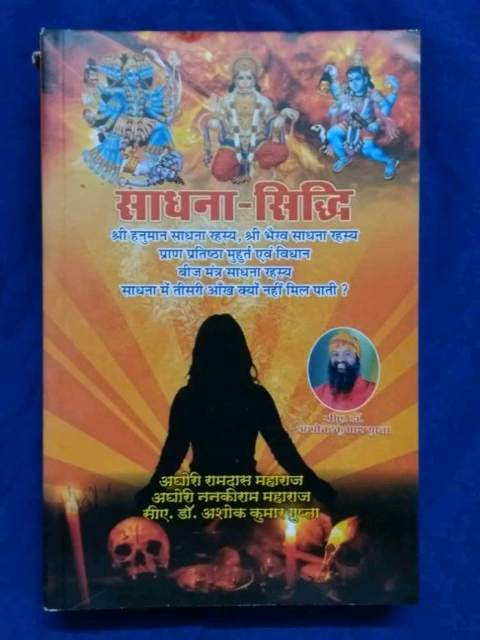 साधना-सिद्धि
श्री हनुमान साधना रहस्य, श्री भैरव साधना रहस्य
प्राण प्रतिष्ठा मुहुर्त एवं विधान
बीज मंत्र साधना रहस्य
साधना में तीसरी आँख क्यों नहीं मिल पाती ?
सीए. डॉ.
अशोक कुमार गुप्ता
अघोरी रामदास महाराज
अघोरी ननकीराम महाराज
सीए. डॉ. अशोक कुमार गुप्ता